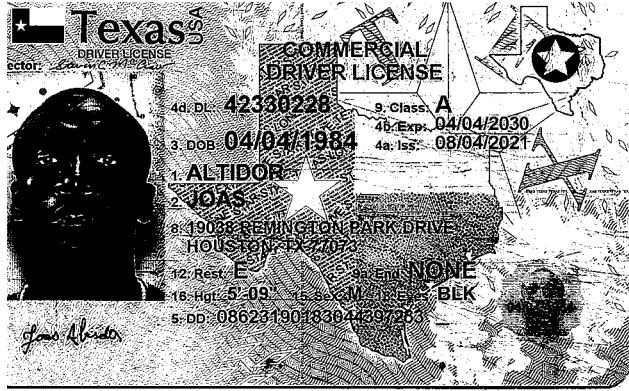 Texas USA
DRIVER LICENSE
COMMERCIAL
DRIVER LICENSE
4d. DL: 42330228 9. Class: A
4b. Exp: 04/04/2030
3. DOB: 04/04/1984 4a. Iss: 08/04/2021
1. ALTIDOR
2. JOAS
8. 19038 REMINGTON PARK DRIVE
HOUSTON, TX 77073
12. Rest: E 9a. End: NONE
16. Hgt: 5'-09" 15. Sex: M 18. Eyes: BLK
5. DD: 08623190183044397283